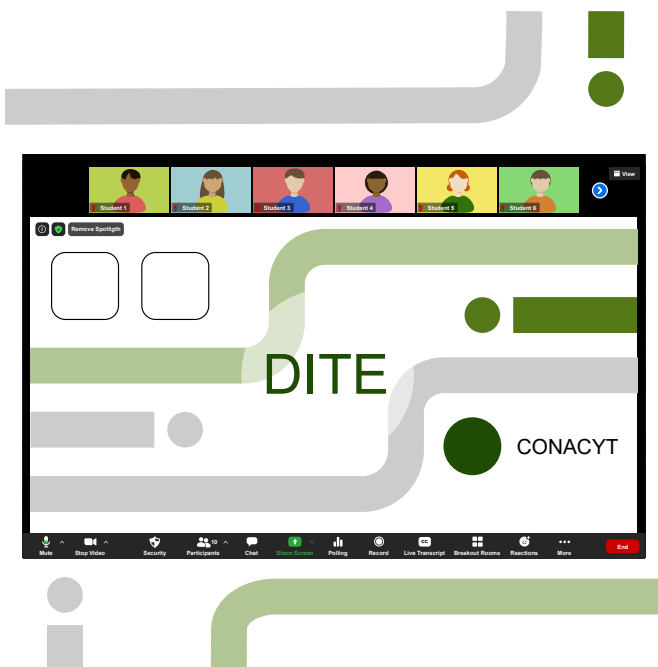 View
Student 1
Student 2
Student 3
Student 4
Student 5
Student 6
Remove Spotligth
DITE
CONACYT
10
CC
Mute
Stop Video
Security
Participants
Chat
Share Screen
Polling
Record
Live Transcript
Breakout Rooms
Reactions
More
End